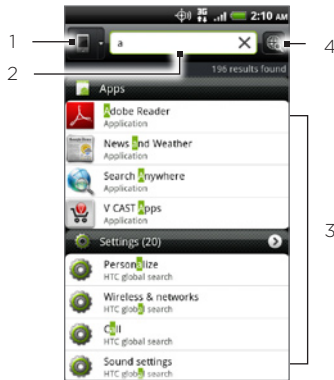 3G 2:10 AM
1
a
4
2
196 results found
Apps
Adobe Reader
Application
News and Weather
Application
Search Anywhere
Application
V CAST Apps
Application
3
Settings (20)
Personalize
HTC global search
Wireless & networks
HTC global search
Call
HTC global search
Sound settings
HTC global search